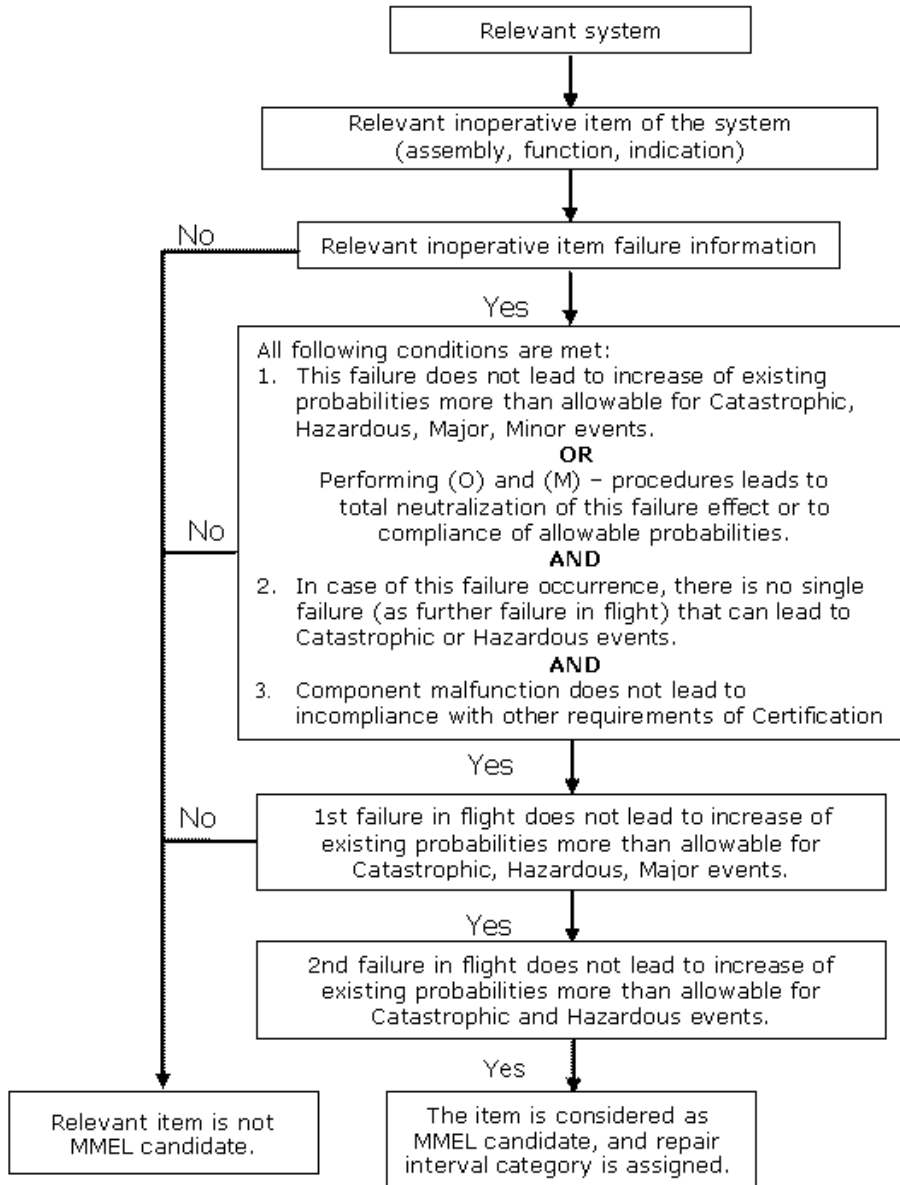 Relevant system
Relevant inoperative item of the system
(assembly, function, indication)
No
Relevant inoperative item failure information
Yes
All following conditions are met:
1. This failure does not lead to increase of existing
probabilities more than allowable for Catastrophic,
Hazardous, Major, Minor events.
OR
Performing (O) and (M) – procedures leads to
total neutralization of this failure effect or to
compliance of allowable probabilities.
AND
No
2. In case of this failure occurrence, there is no single
failure (as further failure in flight) that can lead to
Catastrophic or Hazardous events.
AND
3. Component malfunction does not lead to
incompliance with other requirements of Certification
Yes
No
1st failure in flight does not lead to increase of
existing probabilities more than allowable for
Catastrophic, Hazardous, Major events.
Yes
2nd failure in flight does not lead to increase of
existing probabilities more than allowable for
Catastrophic and Hazardous events.
Yes
Relevant item is not
MMEL candidate.
The item is considered as
MMEL candidate, and repair
interval category is assigned.